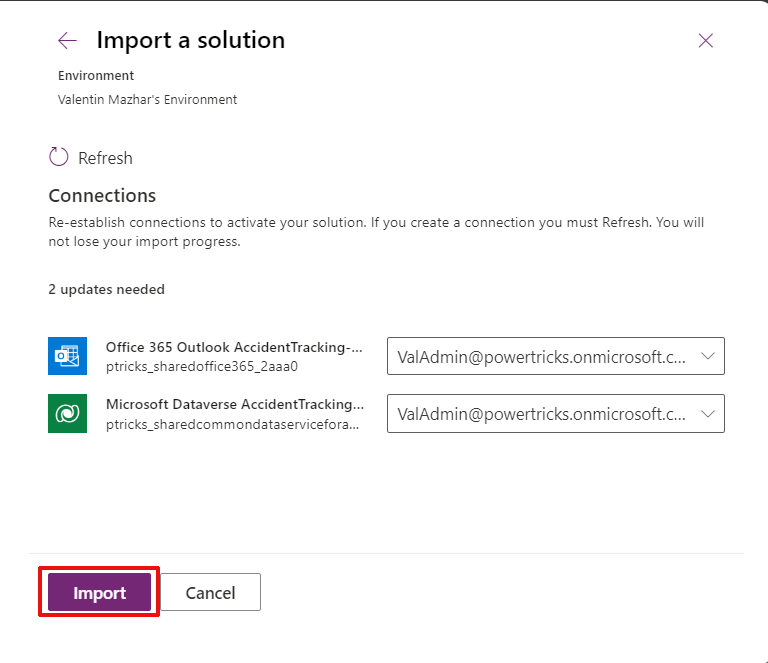 Import a solution
Environment
Valentin Mazhar's Environment
Refresh
Connections
Re-establish connections to activate your solution. If you create a connection you must Refresh. You will
not lose your import progress.
2 updates needed
Office 365 Outlook AccidentTracking-...
ptricks_sharedoffice365_2aaa0
ValAdmin@powertricks.onmicrosoft.c...
Microsoft Dataverse AccidentTracking...
ptricks_sharedcommondataservicefora...
ValAdmin@powertricks.onmicrosoft.c...
Import
Cancel